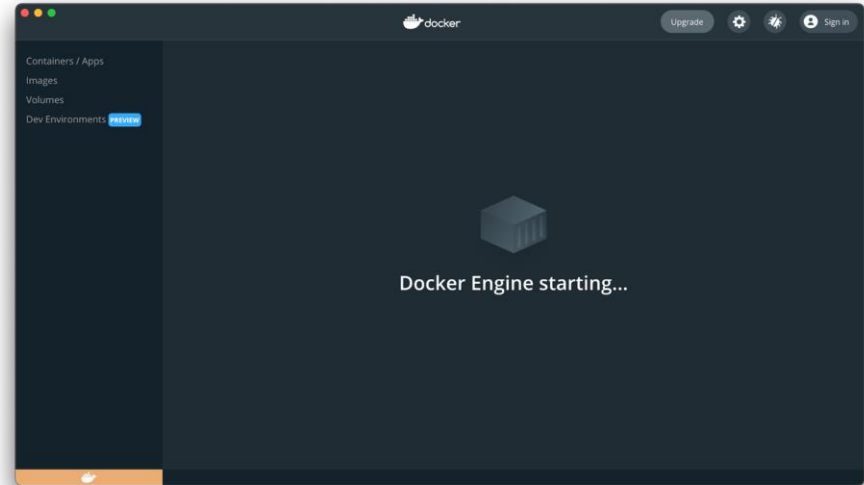 docker
Upgrade
Sign in
Containers / Apps
Images
Volumes
Dev Environments PREVIEW
Docker Engine starting...